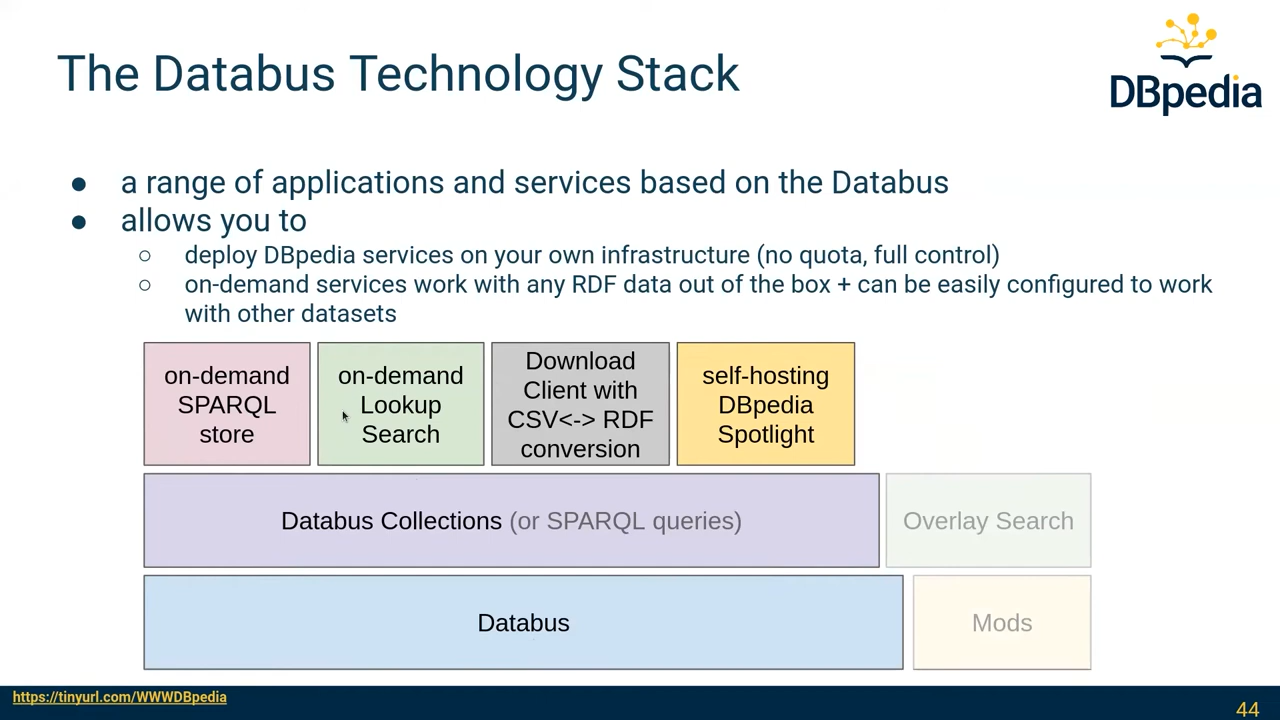 The Databus Technology Stack
DBpedia
● a range of applications and services based on the Databus
● allows you to
○ deploy DBpedia services on your own infrastructure (no quota, full control)
○ on-demand services work with any RDF data out of the box + can be easily configured to work
with other datasets
on-demand
SPARQL
store
on-demand
Lookup
Search
Download
Client with
CSV<-> RDF
conversion
self-hosting
DBpedia
Spotlight
Databus Collections (or SPARQL queries)
Overlay Search
Databus
Mods
https://tinyurl.com/WWWDBpedia
44